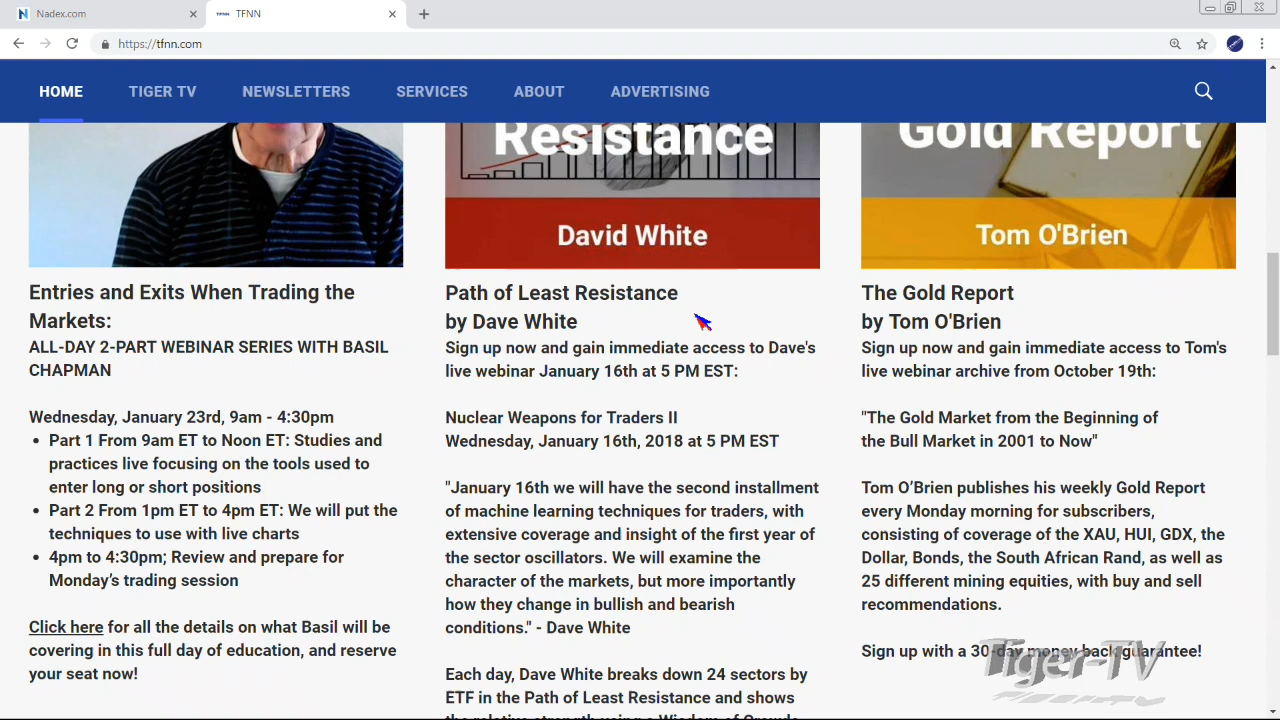 Nadex.com
TFNN
TFNN
https://tfnn.com
HOME
TIGER TV
NEWSLETTERS
SERVICES
ABOUT
ADVERTISING
Entries and Exits When Trading the
Markets:
ALL-DAY 2-PART WEBINAR SERIES WITH BASIL
CHAPMAN
Wednesday, January 23rd, 9am - 4:30pm
• Part 1 From 9am ET to Noon ET: Studies and
practices live focusing on the tools used to
enter long or short positions
• Part 2 From 1pm ET to 4pm ET: We will put the
techniques to use with live charts
• 4pm to 4:30pm; Review and prepare for
Monday’s trading session
Click here for all the details on what Basil will be
covering in this full day of education, and reserve
your seat now!
Resistance
David White
Path of Least Resistance
by Dave White
Sign up now and gain immediate access to Dave's
live webinar January 16th at 5 PM EST:
Nuclear Weapons for Traders II
Wednesday, January 16th, 2018 at 5 PM EST
"January 16th we will have the second installment
of machine learning techniques for traders, with
extensive coverage and insight of the first year of
the sector oscillators. We will examine the
character of the markets, but more importantly
how they change in bullish and bearish
conditions." - Dave White
Each day, Dave White breaks down 24 sectors by
ETF in the Path of Least Resistance and shows
the relative strength using a Wisdom of Crowds
Gold Report
Tom O'Brien
The Gold Report
by Tom O'Brien
Sign up now and gain immediate access to Tom's
live webinar archive from October 19th:
"The Gold Market from the Beginning of
the Bull Market in 2001 to Now"
Tom O’Brien publishes his weekly Gold Report
every Monday morning for subscribers,
consisting of coverage of the XAU, HUI, GDX, the
Dollar, Bonds, the South African Rand, as well as
25 different mining equities, with buy and sell
recommendations.
Sign up with a 30-day money back guarantee!
Tiger-TV